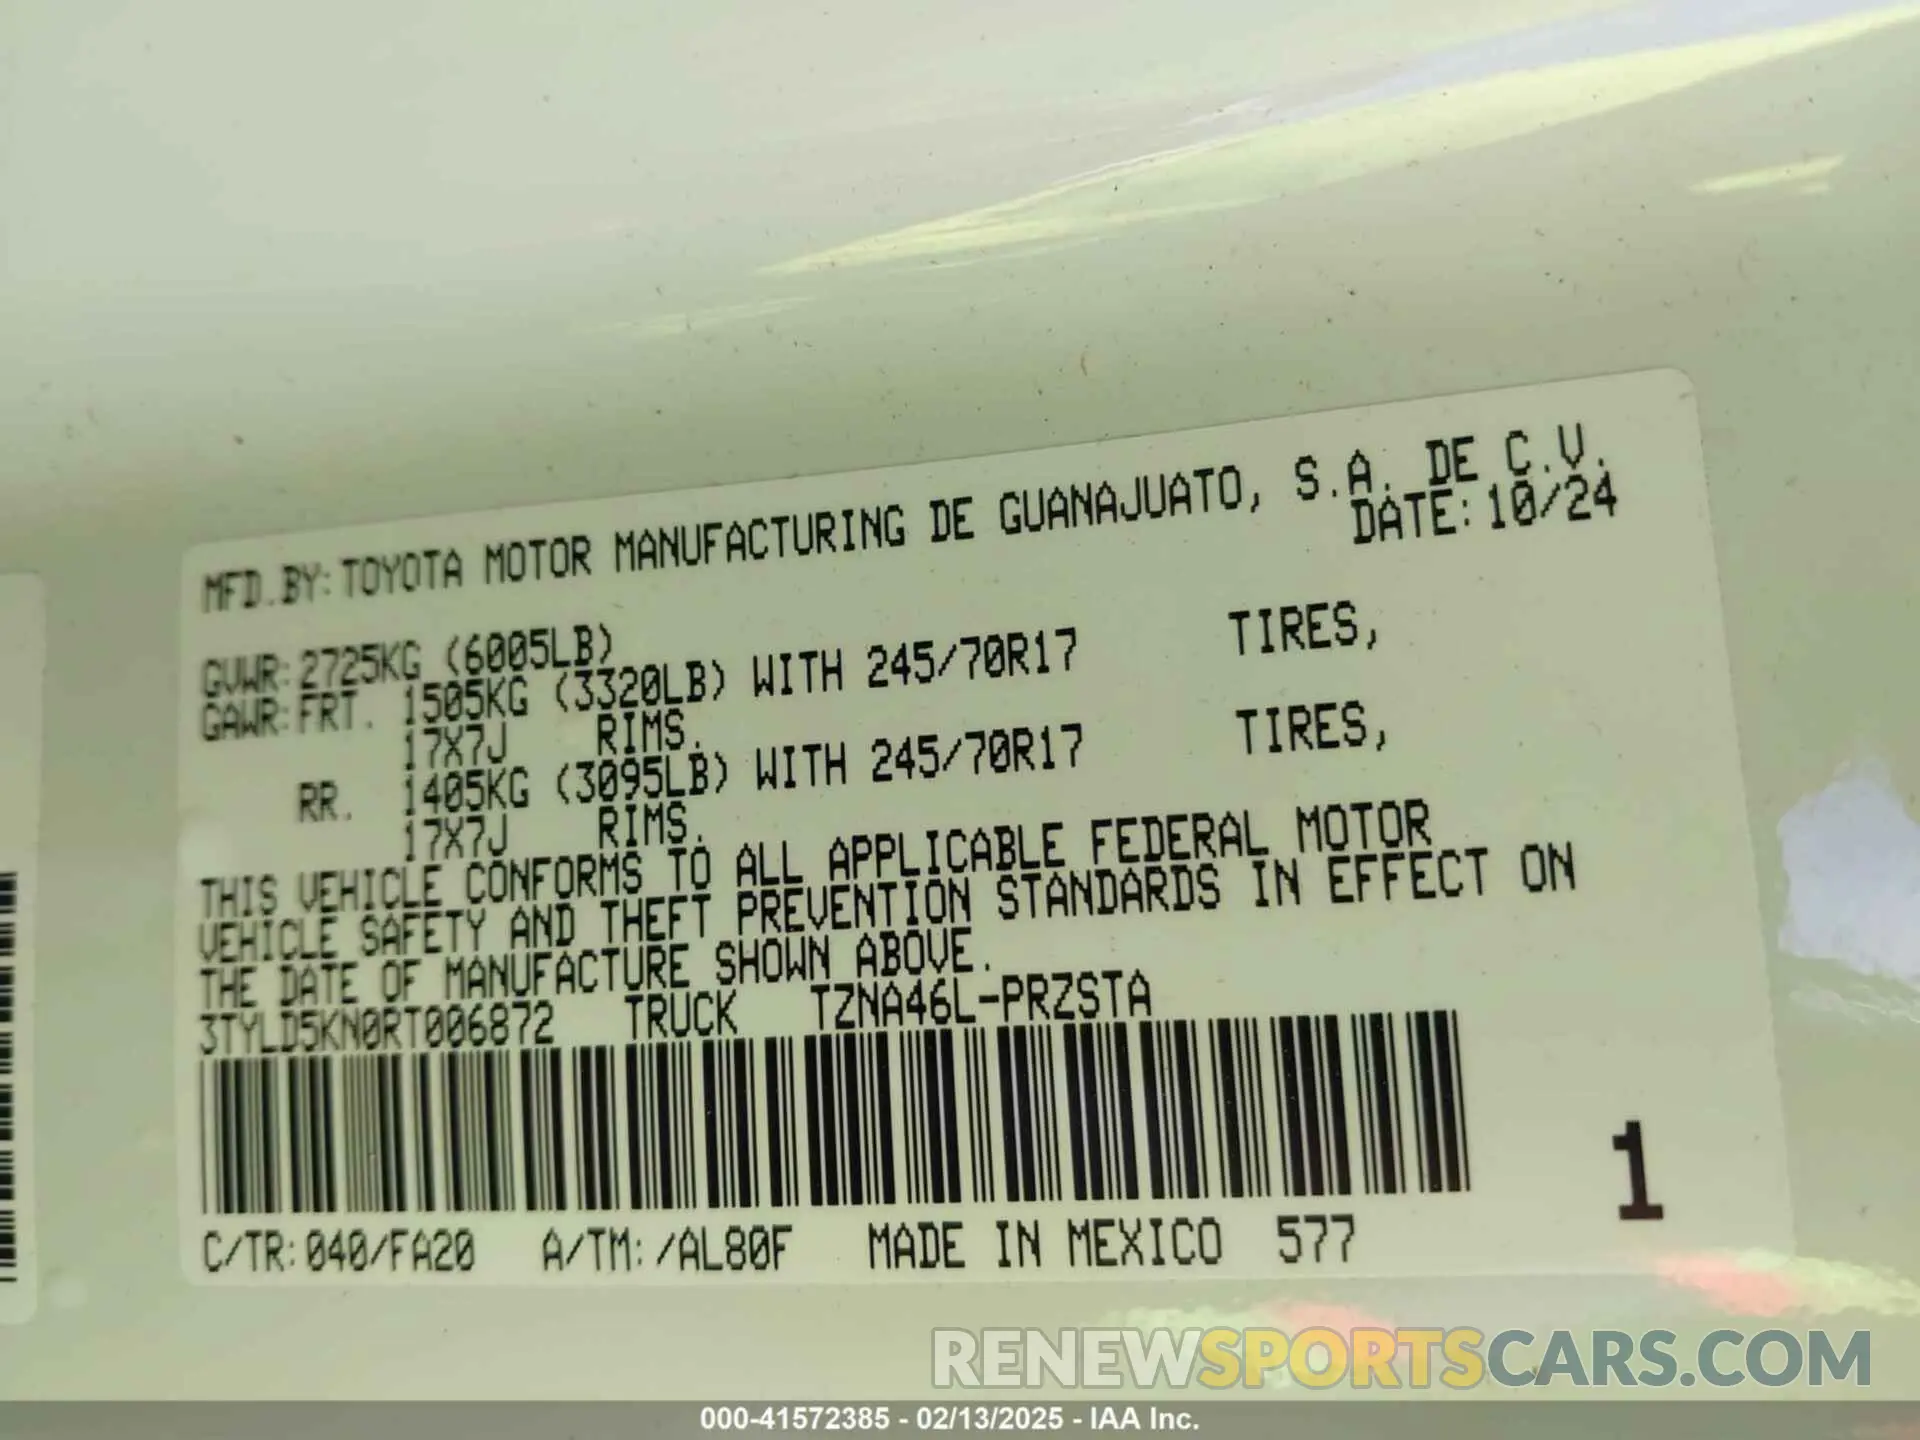 MFD.BY:TOYOTA MOTOR MANUFACTURING DE GUANAJUATO, S.A. DE C.V.
DATE:10/24
GVWR:2725KG (6005LB)
GAWR:FRT. 1505KG (3320LB) WITH 245/70R17 TIRES,
17X7J RIMS.
RR. 1405KG (3095LB) WITH 245/70R17 TIRES,
17X7J RIMS.
THIS VEHICLE CONFORMS TO ALL APPLICABLE FEDERAL MOTOR
VEHICLE SAFETY AND THEFT PREVENTION STANDARDS IN EFFECT ON
THE DATE OF MANUFACTURE SHOWN ABOVE.
3TYLD5KN0RT006872 TRUCK TZNA46L-PRZSTA
1
C/TR:040/FA20 A/TM:/AL80F MADE IN MEXICO 577
RENEWSPORTSCARS.COM
000-41572385 - 02/13/2025 - IAA Inc.